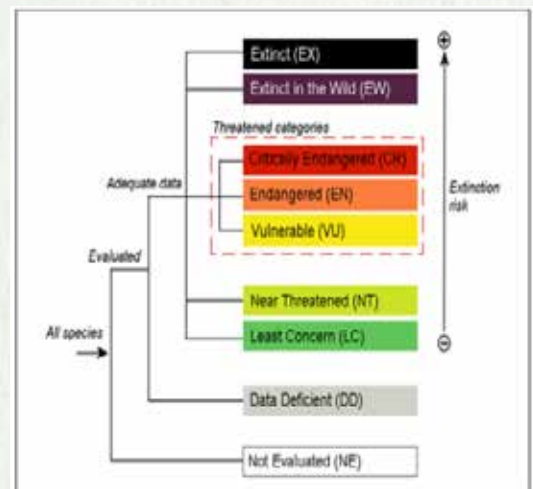 Extinct (EX)
Extinct in the Wild (EW)
Threatened categories
Critically Endangered (CR)
Adequate data
Endangered (EN)
Extinction
risk
Vulnerable (VU)
Evaluated
Near Threatened (NT)
All species
Least Concern (LC)
Data Deficient (DD)
Not Evaluated (NE)